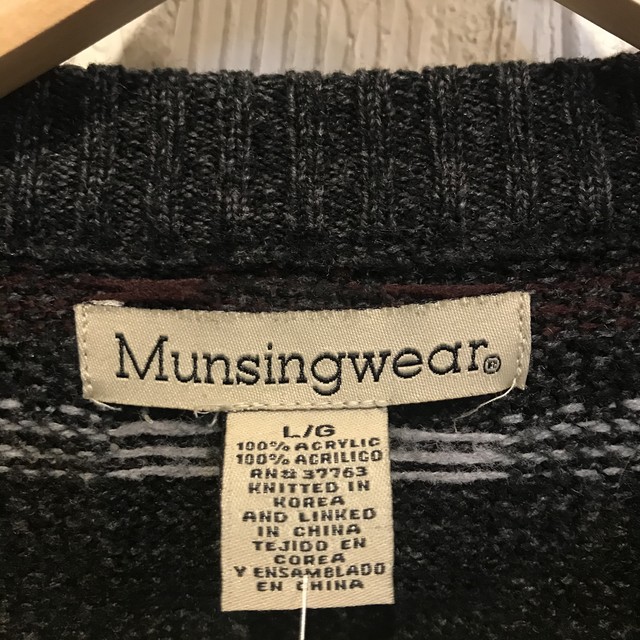 Munsingwear®
L/G
100% ACRYLIC
100% ACRILICO
RN# 37763
KNITTED IN
KOREA
AND LINKED
IN CHINA
TEJIDO EN
COREA
Y ENSAMBLADO
EN CHINA